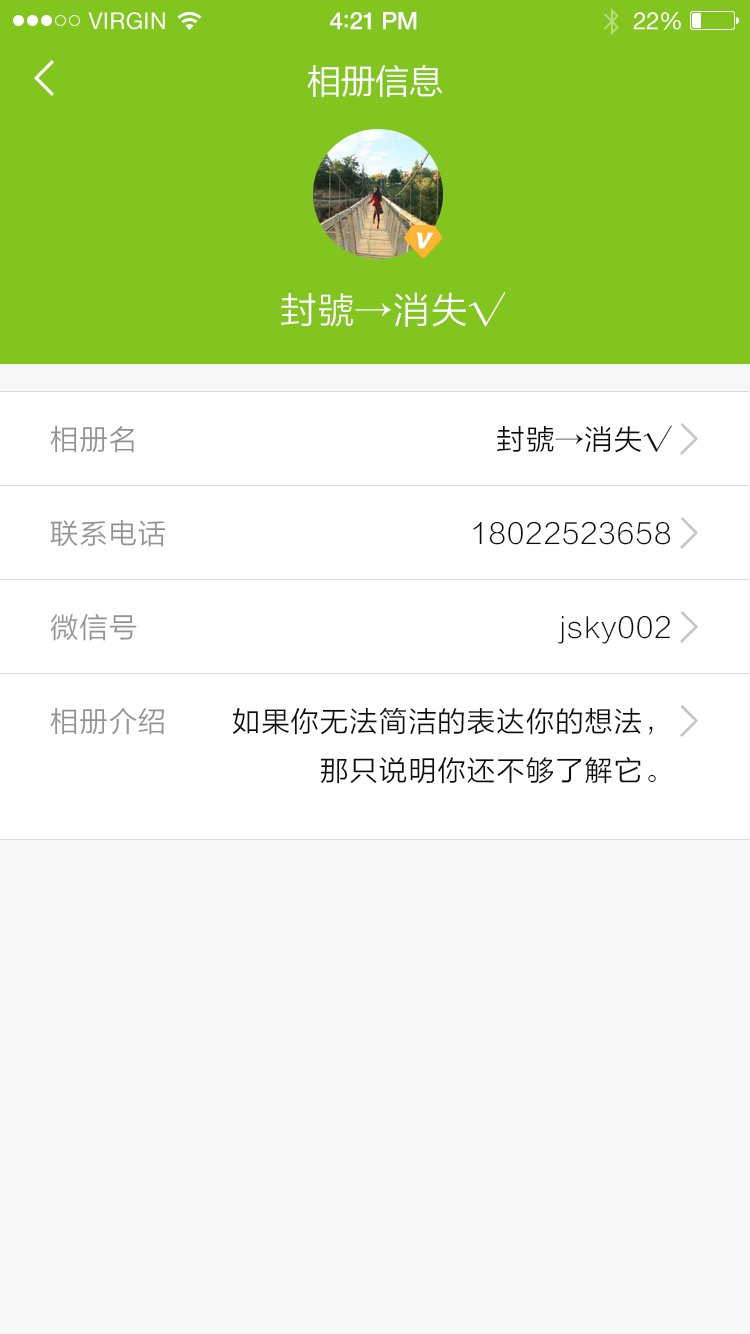 VIRGIN 4:21 PM 22%
相册信息
V
封號→消失√
相册名 封號→消失√
联系电话 18022523658
微信号 jsky002
相册介绍 如果你无法简洁的表达你的想法，
那只说明你还不够了解它。